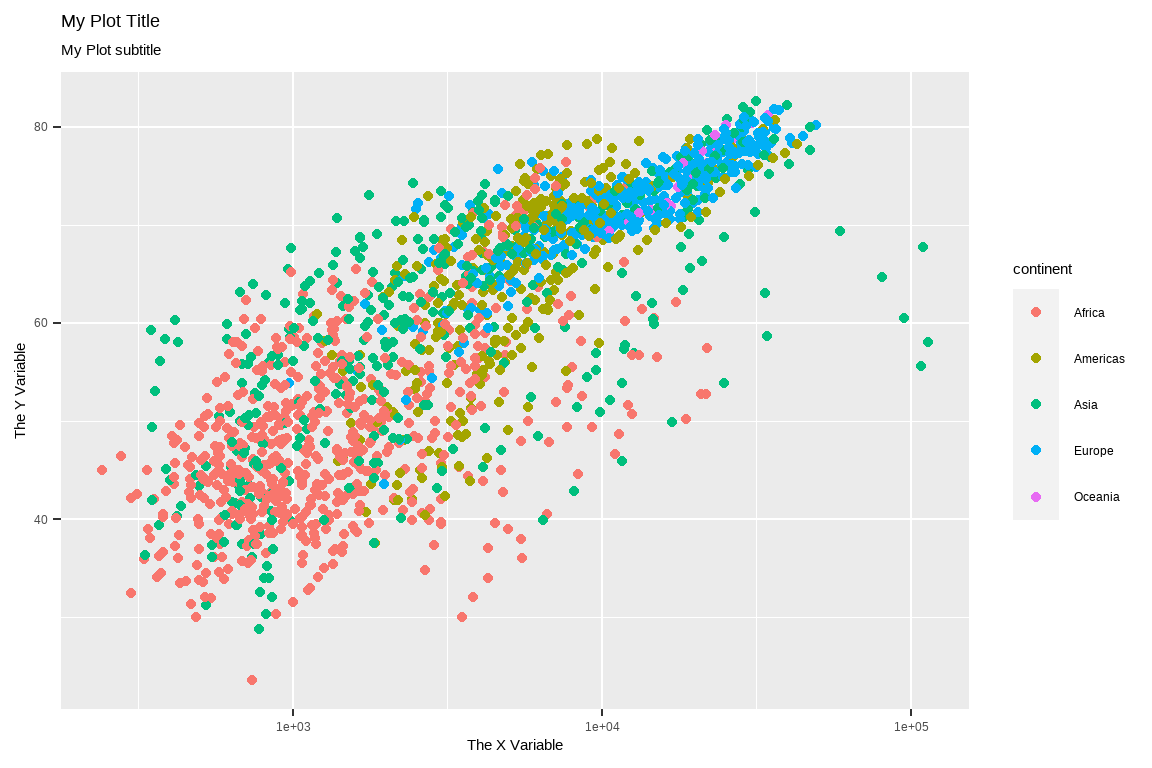 My Plot Title
My Plot subtitle
The Y Variable
80
60
40
1e+03
1e+04
1e+05
The X Variable
continent
Africa
Americas
Asia
Europe
Oceania